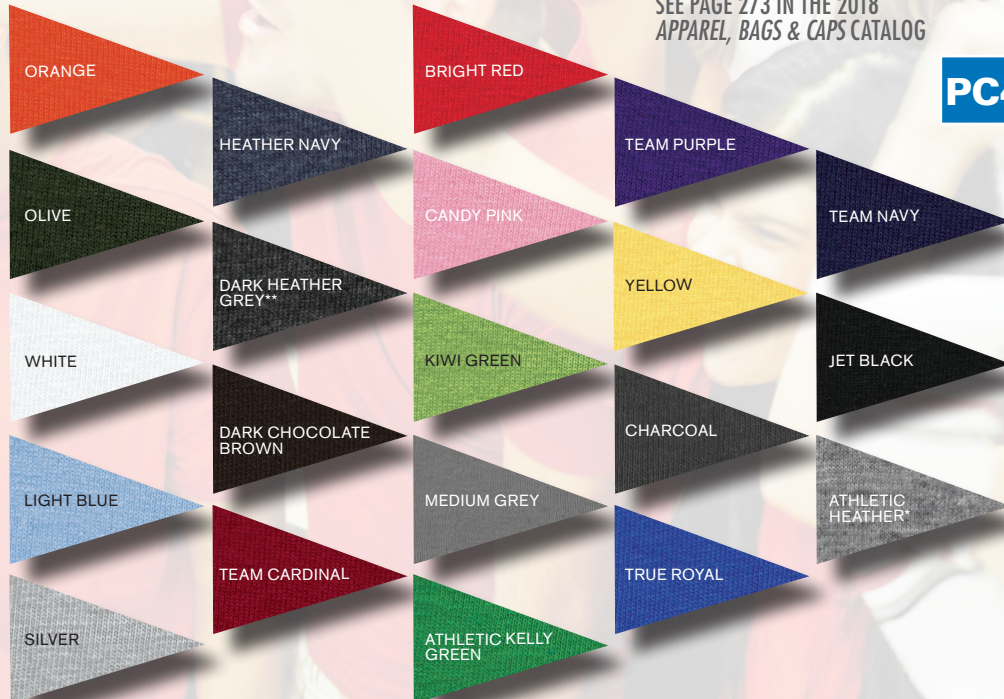 SEE PAGE 273 IN THE 2018
APPAREL, BAGS & CAPS CATALOG
PC4
ORANGE
BRIGHT RED
HEATHER NAVY
TEAM PURPLE
OLIVE
CANDY PINK
TEAM NAVY
DARK HEATHER
GREY**
YELLOW
WHITE
KIWI GREEN
JET BLACK
DARK CHOCOLATE
BROWN
CHARCOAL
LIGHT BLUE
MEDIUM GREY
ATHLETIC
HEATHER*
TEAM CARDINAL
TRUE ROYAL
SILVER
ATHLETIC KELLY
GREEN